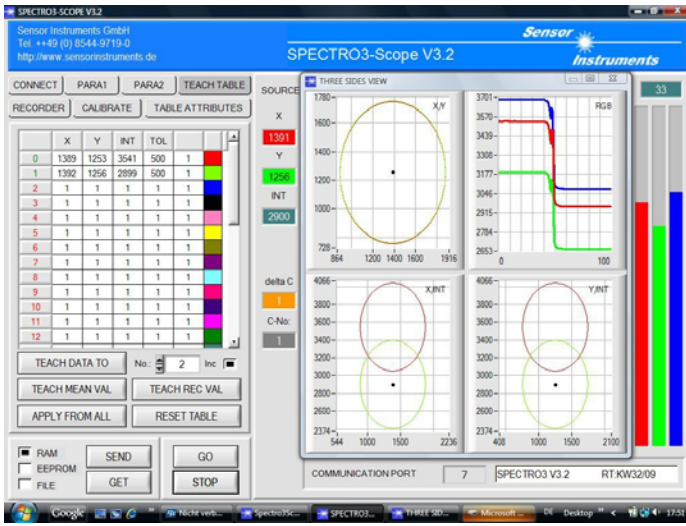 SPECTRO3-SCOPE V3.2
Sensor Instruments GmbH
Tel. ++49 (0) 8544-9719-0
http://www.sensorinstruments.de
SPECTRO3-Scope V3.2
Sensor
Instruments
CONNECT PARA1 PARA2 TEACH TABLE
RECORDER CALIBRATE TABLE ATTRIBUTES
X Y INT TOL
0 1389 1253 3541 500 1
1 1392 1256 2899 500 1
2 1 1 1 1 1
3 1 1 1 1 1
4 1 1 1 1 1
5 1 1 1 1 1
6 1 1 1 1 1
7 1 1 1 1 1
8 1 1 1 1 1
9 1 1 1 1 1
10 1 1 1 1 1
11 1 1 1 1 1
12 1 1 1 1 1
TEACH DATA TO No.: 2 Inc
TEACH MEAN VAL TEACH REC VAL
APPLY FROM ALL RESET TABLE
RAM
EEPROM
FILE
SEND GO
GET STOP
SOURCE
X
1391
Y
1256
INT
2900
delta C
1
C-No:
1
THREE SIDES VIEW
33
X/Y
1780-
1600-
1400-
1200-
1000-
728-
864 1200 1400 1600 1916
RGB
3701-
3570-
3439-
3308-
3177-
3046-
2915-
2784-
2653-
0 100
X/INT
4066-
3800-
3600-
3400-
3200-
3000-
2800-
2600-
2374-
544 1000 1500 2236
Y/INT
4066-
3800-
3600-
3400-
3200-
3000-
2800-
2600-
2374-
408 1000 1500 2100
COMMUNICATION PORT 7 SPECTRO3 V3.2 RT:KW32/09
Google " Nicht verb... Spectro3Sc... SPECTRO3... THREE SID... Microsoft ... DE Desktop " < 17:51